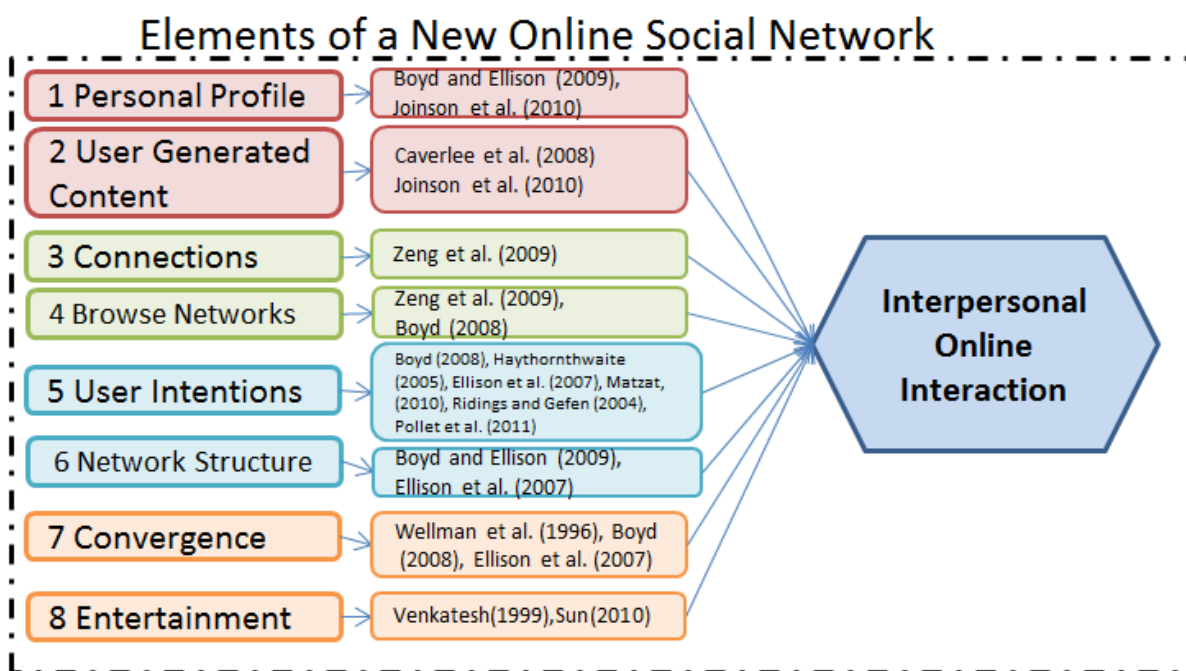 Elements of a New Online Social Network
1 Personal Profile
Boyd and Ellison (2009),
Joinson et al. (2010)
2 User Generated
Content
Caverlee et al. (2008)
Joinson et al. (2010)
3 Connections
Zeng et al. (2009)
4 Browse Networks
Zeng et al. (2009),
Boyd (2008)
5 User Intentions
Boyd (2008), Haythornthwaite
(2005), Ellison et al. (2007), Matzat,
(2010), Ridings and Gefen (2004),
Pollet et al. (2011)
6 Network Structure
Boyd and Ellison (2009),
Ellison et al. (2007)
7 Convergence
Wellman et al. (1996), Boyd
(2008), Ellison et al. (2007)
8 Entertainment
Venkatesh(1999),Sun(2010)
Interpersonal
Online
Interaction